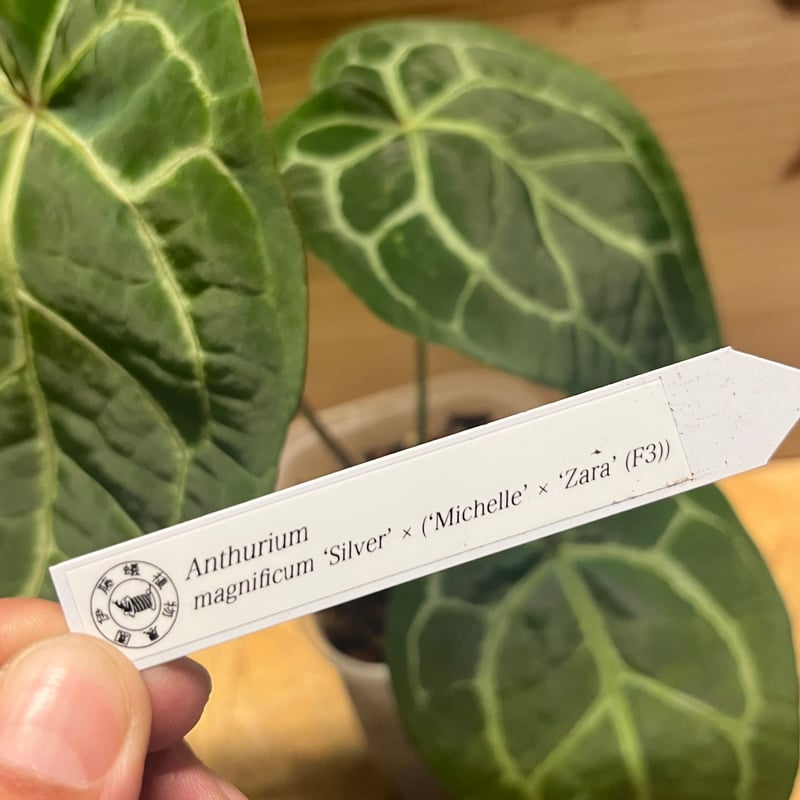 Anthurium
magnificum ‘Silver’ × (‘Michelle’ × ‘Zara’ (F3))